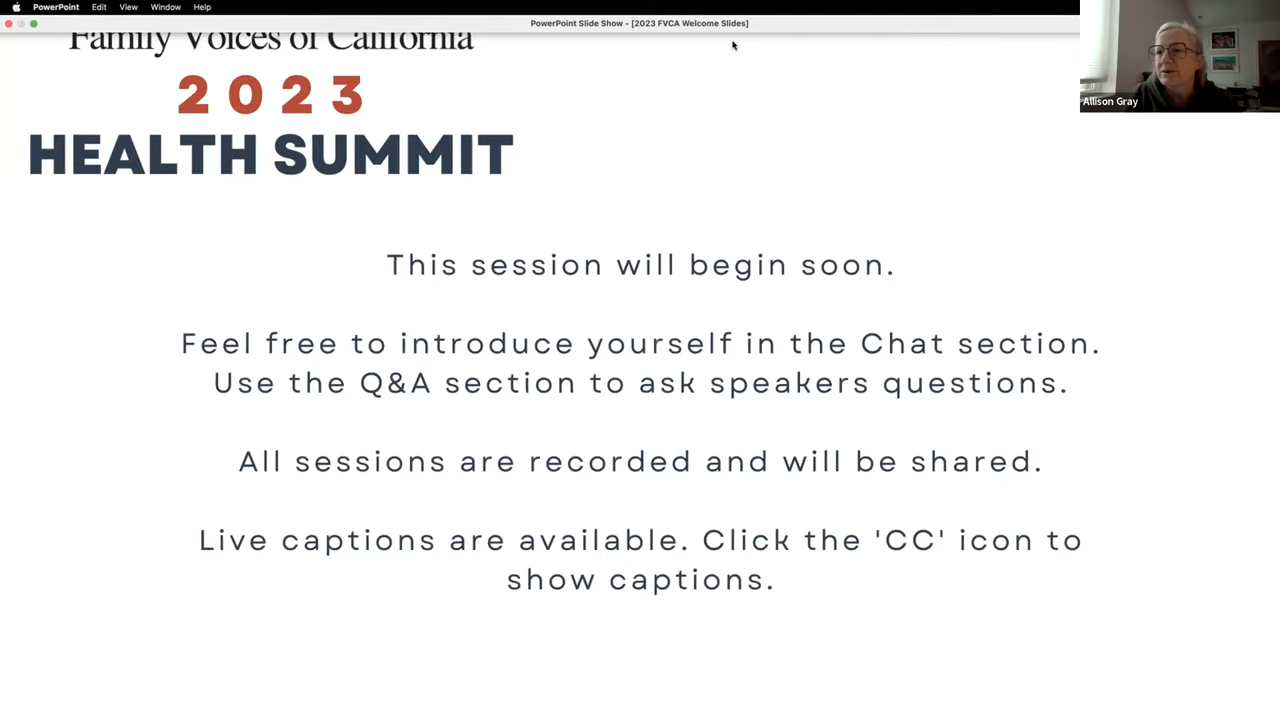 PowerPoint Edit View Window Help
PowerPoint Slide Show - [2023 FVCA Welcome Slides]
Family Voices of California
2023
HEALTH SUMMIT
Allison Gray
This session will begin soon.
Feel free to introduce yourself in the Chat section.
Use the Q&A section to ask speakers questions.
All sessions are recorded and will be shared.
Live captions are available. Click the 'CC' icon to
show captions.